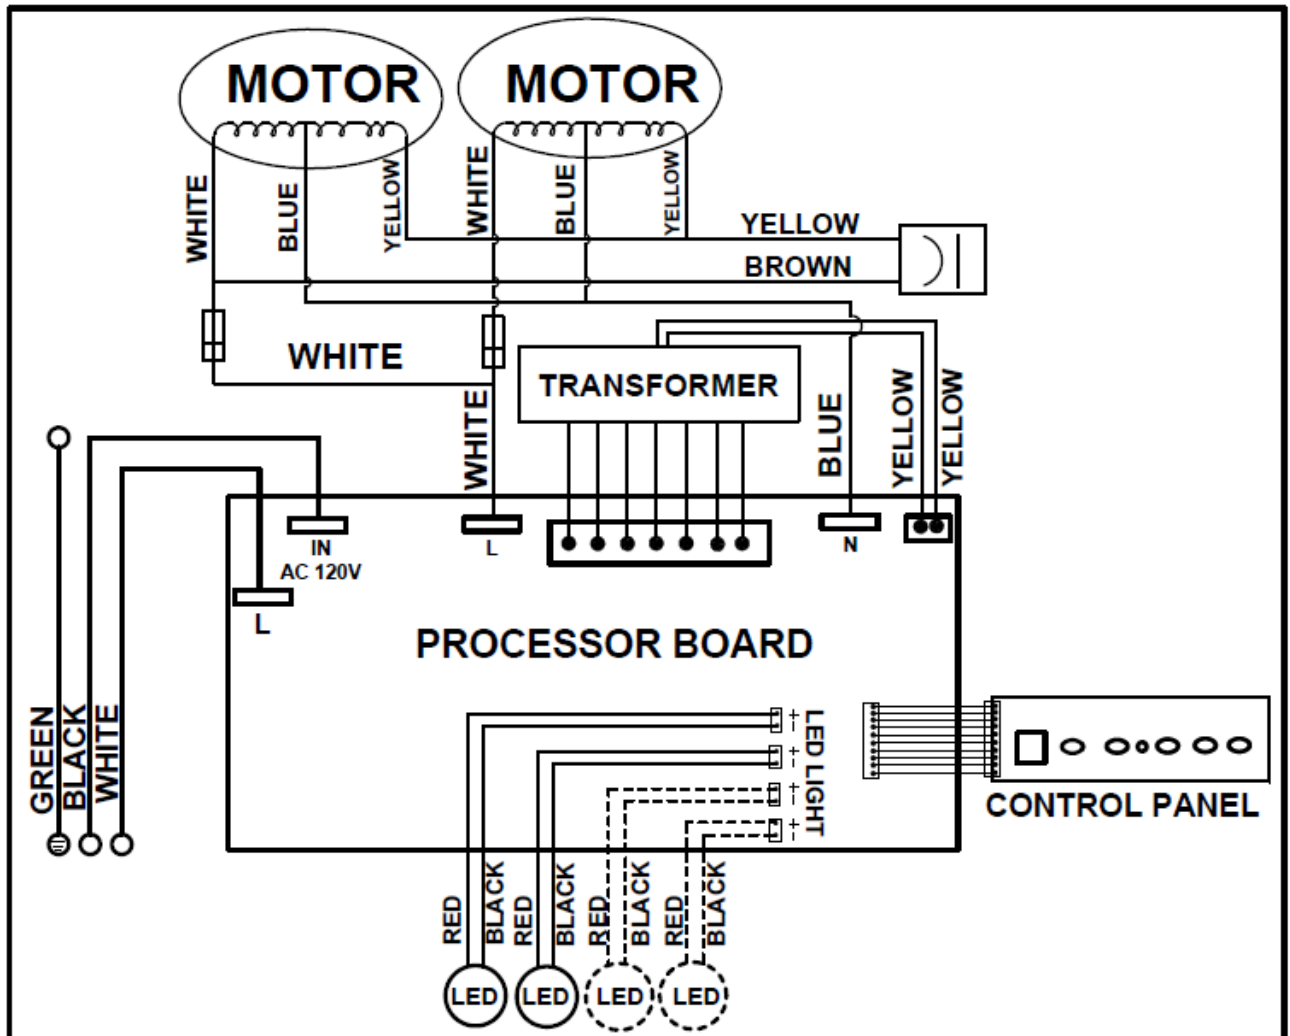 MOTOR
MOTOR
WHITE
BLUE
YELLOW
WHITE
BLUE
YELLOW
YELLOW
BROWN
WHITE
TRANSFORMER
WHITE
BLUE
YELLOW
YELLOW
IN
AC 120V
L
L
N
PROCESSOR BOARD
GREEN
BLACK
WHITE
+
-
+
-
+
-
+
-
LED LIGHT
CONTROL PANEL
RED
BLACK
RED
BLACK
RED
BLACK
RED
BLACK
LED
LED
LED
LED